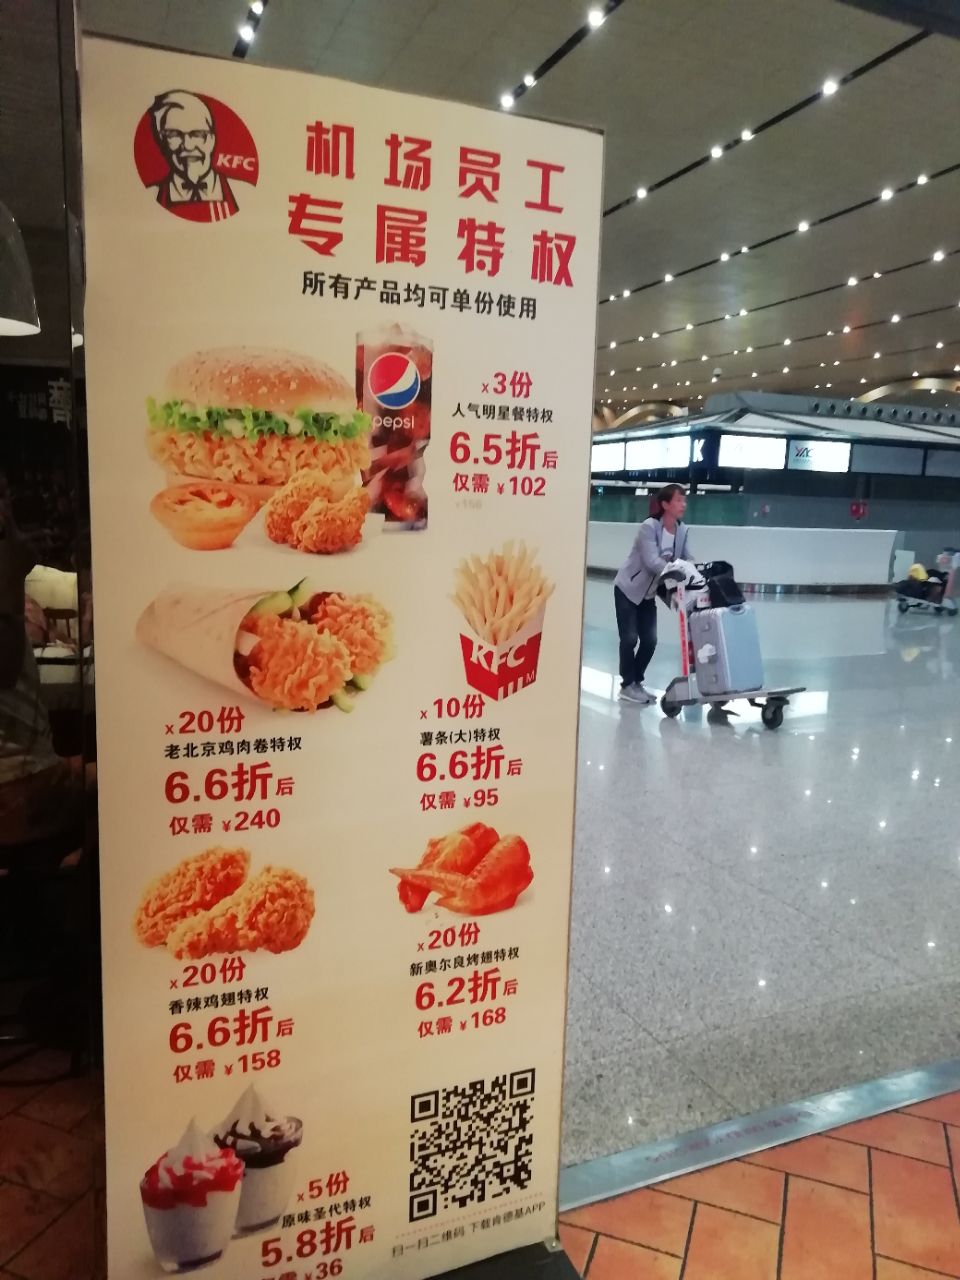 KFC
机场员工
专属特权
所有产品均可单份使用
pepsi
x3份
人气明星餐特权
6.5折后
仅需 ¥102
KFC
M
x20份
老北京鸡肉卷特权
6.6折后
仅需 ¥240
x10份
薯条(大)特权
6.6折后
仅需 ¥95
x20份
香辣鸡翅特权
6.6折后
仅需 ¥158
x20份
新奥尔良烤翅特权
6.2折后
仅需 ¥168
x5份
原味圣代特权
5.8折后
仅需 ¥36
扫一扫二维码 下载肯德基APP